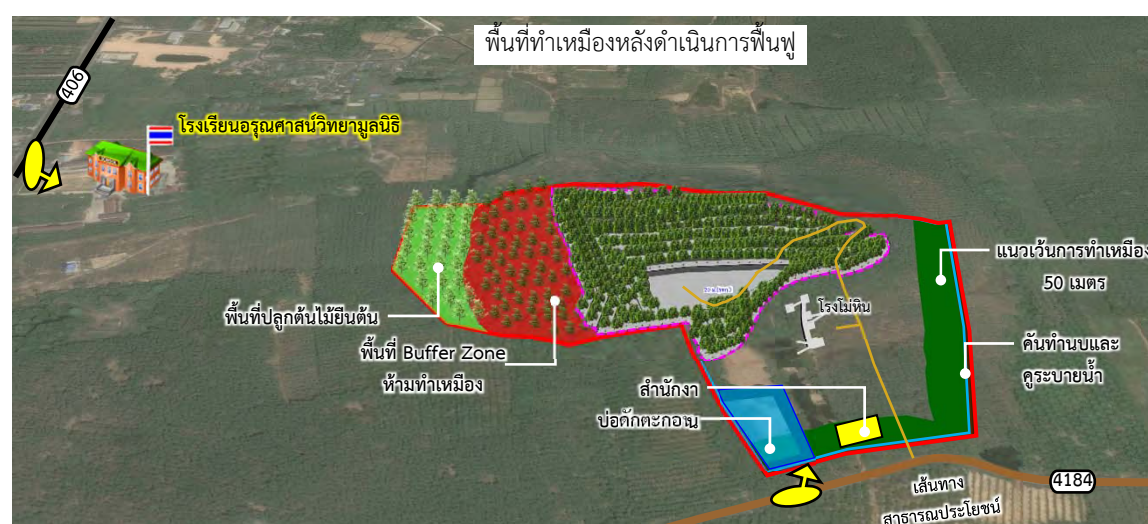 พื้นที่ทำเหมืองหลังดำเนินการฟื้นฟู
406
โรงเรียนอรุณศาสน์วิทยามูลนิธิ
แนวเว้นการทำเหมือง
50 เมตร
โรงโม่หิน
พื้นที่ปลูกต้นไม้ยืนต้น
พื้นที่ Buffer Zone
ห้ามทำเหมือง
คันทำนบและ
คูระบายน้ำ
สำนักงา
บ่อดักตะกอน
4184
เส้นทาง
สาธารณประโยชน์